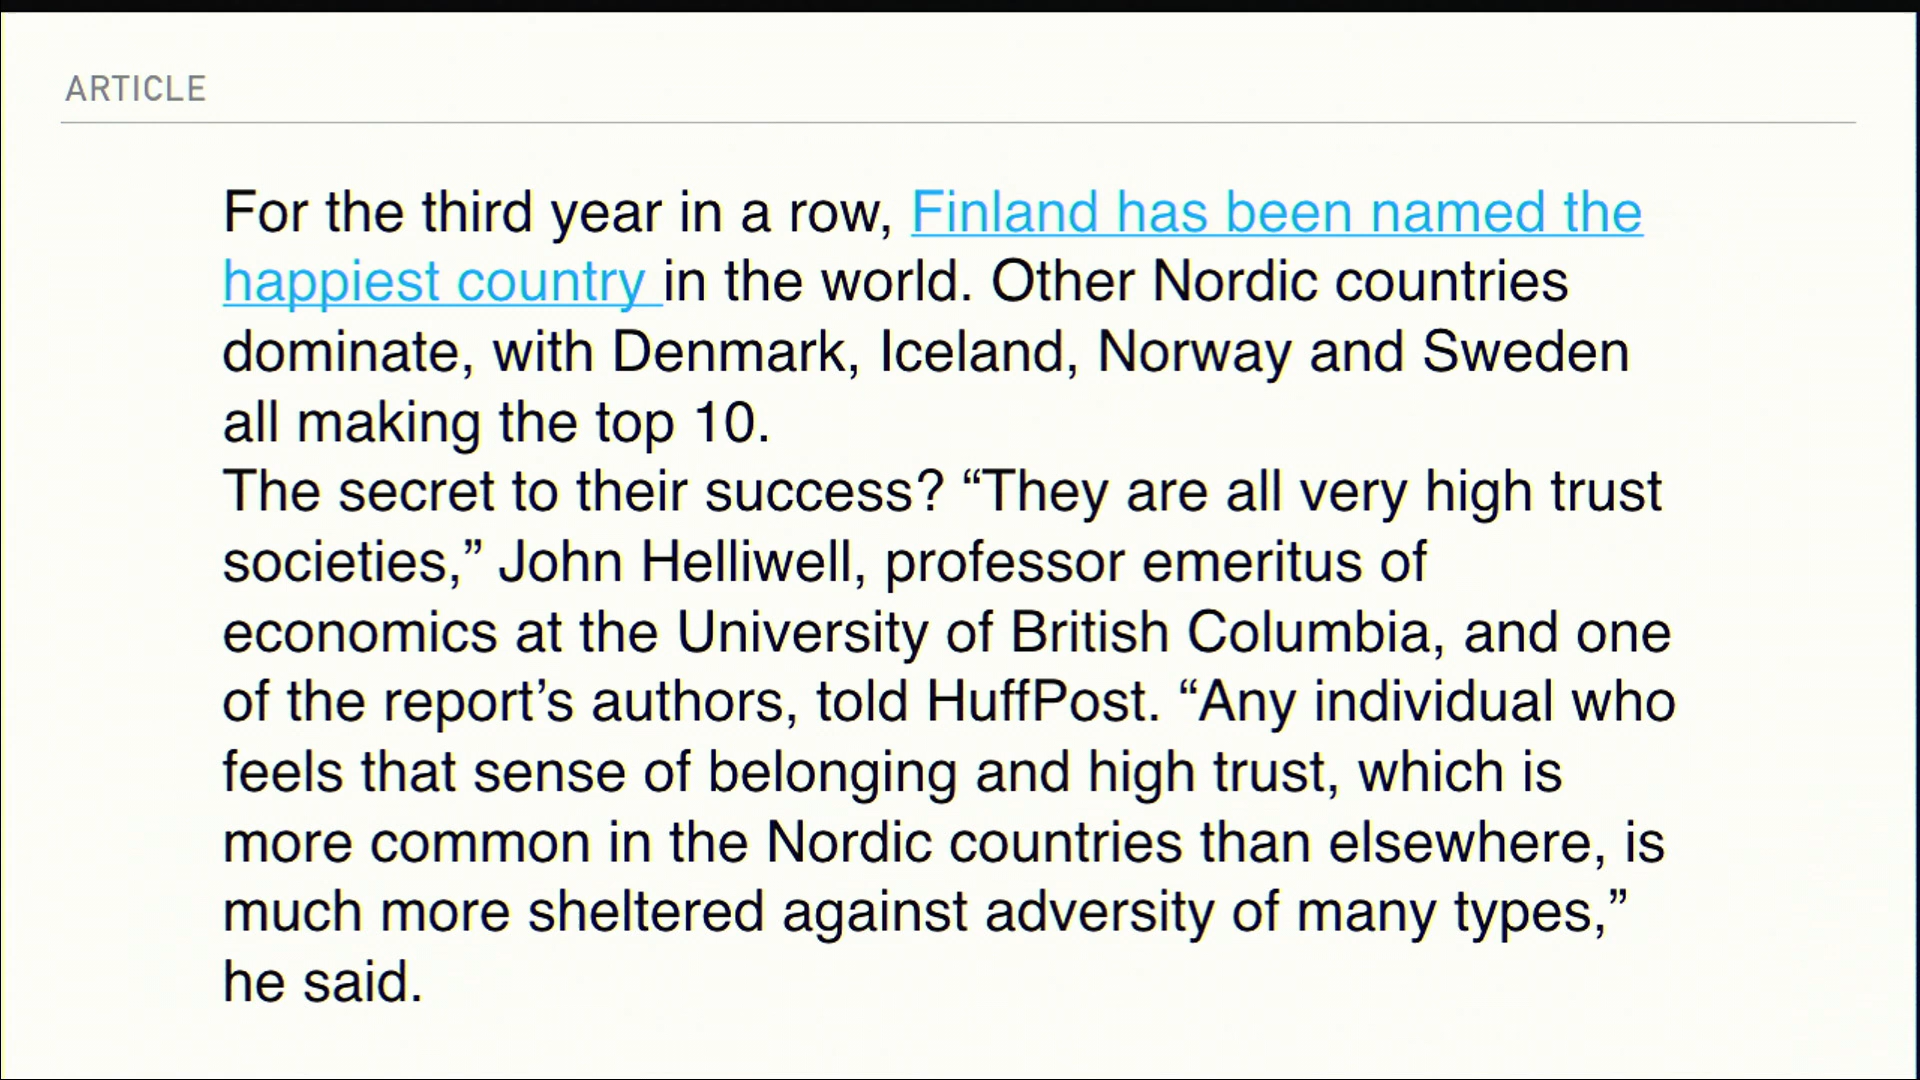 ARTICLE
For the third year in a row, Finland has been named the
happiest country in the world. Other Nordic countries
dominate, with Denmark, Iceland, Norway and Sweden
all making the top 10.
The secret to their success? “They are all very high trust
societies,” John Helliwell, professor emeritus of
economics at the University of British Columbia, and one
of the report’s authors, told HuffPost. “Any individual who
feels that sense of belonging and high trust, which is
more common in the Nordic countries than elsewhere, is
much more sheltered against adversity of many types,”
he said.